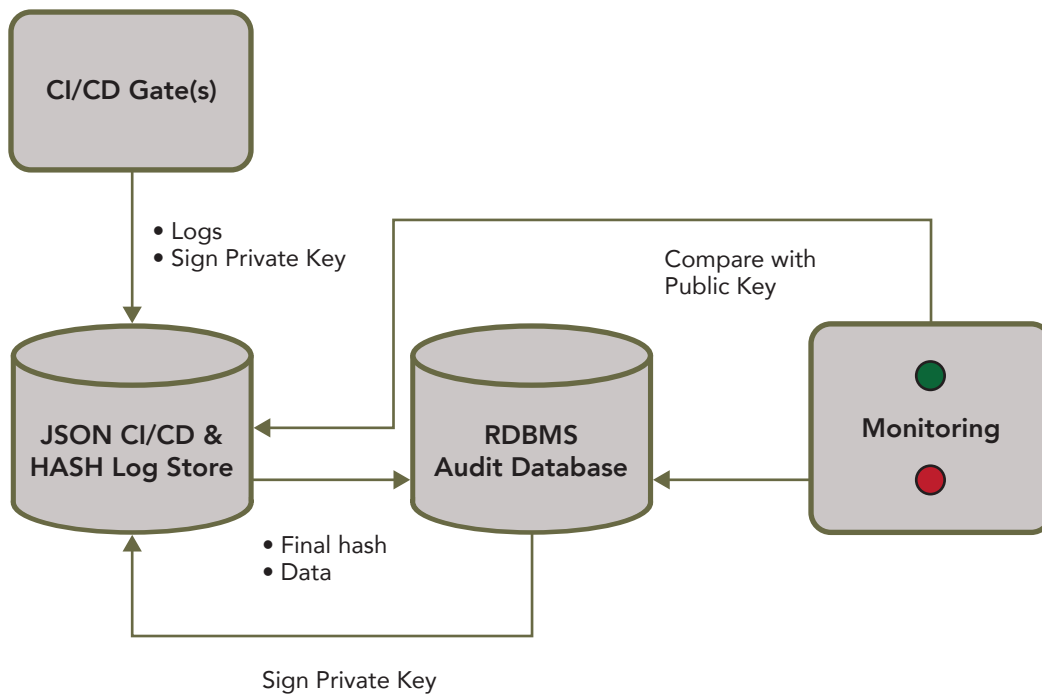 CI/CD Gate(s)
• Logs
• Sign Private Key
Compare with
Public Key
JSON CI/CD &
HASH Log Store
RDBMS
Audit Database
Monitoring
• Final hash
• Data
Sign Private Key